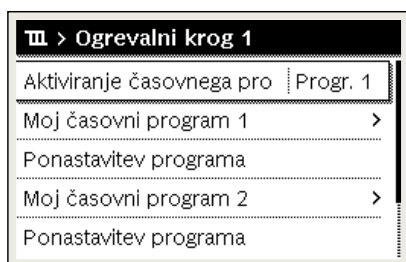 > Ogrevalni krog 1
Aktiviranje časovnega pro Progr. 1
Moj časovni program 1 >
Ponastavitev programa
Moj časovni program 2 >
Ponastavitev programa